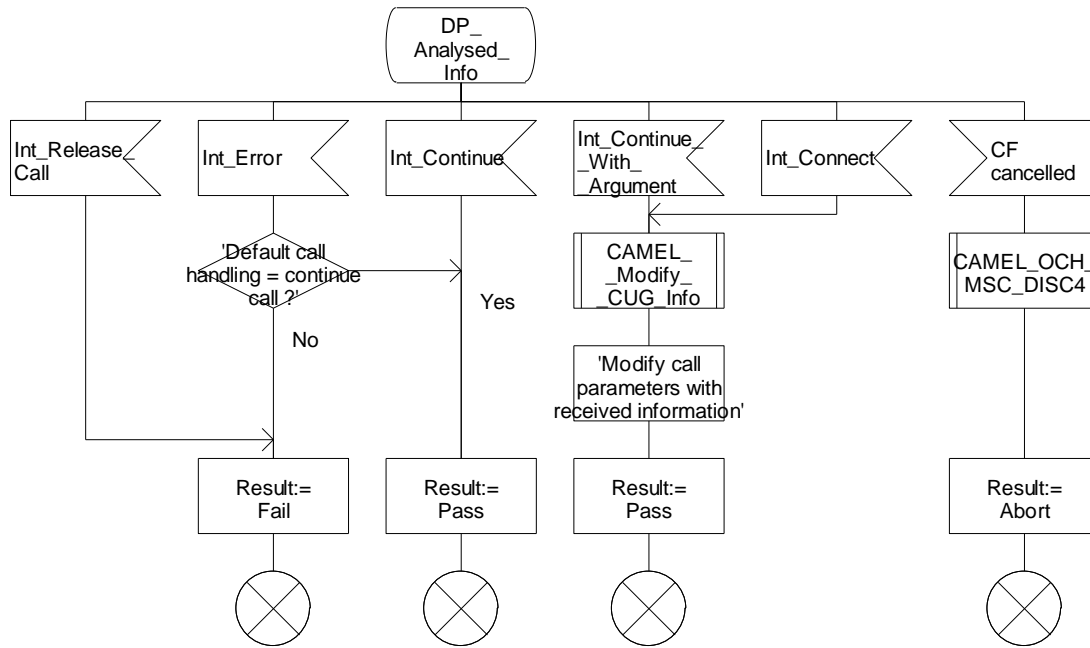 DP_
Analysed_
Info
Int_Release_
Call
Int_Error
Int_Continue
Int_Continue_
_With_
_Argument
Int_Connect
CF
cancelled
'Default call
handling = continue
call ?'
Yes
No
CAMEL_
_Modify_
_CUG_Info
CAMEL_OCH_
MSC_DISC4
'Modify call
parameters with
received information'
Result:=
Fail
Result:=
Pass
Result:=
Pass
Result:=
Abort